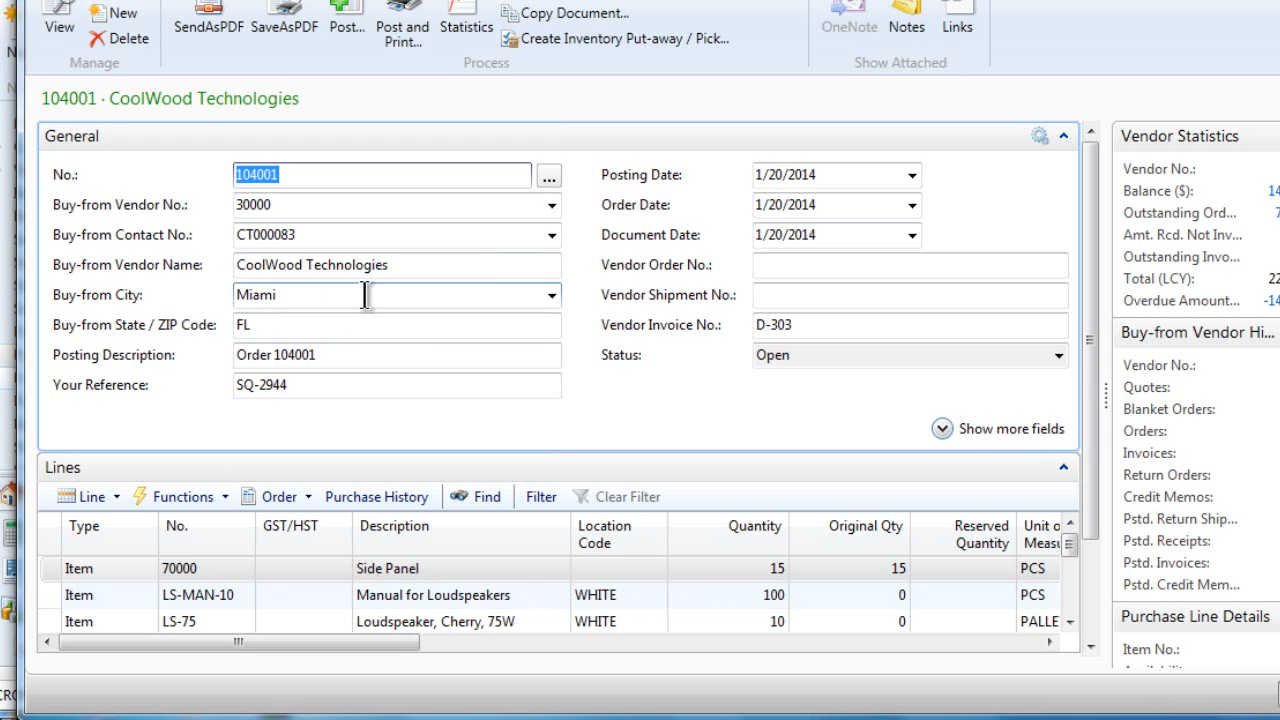 View
New
Delete
Manage
SendAsPDF SaveAsPDF Post... Post and Print... Statistics
Copy Document...
Create Inventory Put-away / Pick...
Process
OneNote Notes Links
Show Attached
104001 · CoolWood Technologies
General
No.: 104001 ...
Buy-from Vendor No.: 30000
Buy-from Contact No.: CT000083
Buy-from Vendor Name: CoolWood Technologies
Buy-from City: Miami
Buy-from State / ZIP Code: FL
Posting Description: Order 104001
Your Reference: SQ-2944
Posting Date: 1/20/2014
Order Date: 1/20/2014
Document Date: 1/20/2014
Vendor Order No.:
Vendor Shipment No.:
Vendor Invoice No.: D-303
Status: Open
Show more fields
Lines
Line Functions Order Purchase History Find Filter Clear Filter
Type No. GST/HST Description Location Code Quantity Original Qty Reserved Quantity Unit o Measu
Item 70000 Side Panel 15 15 PCS
Item LS-MAN-10 Manual for Loudspeakers WHITE 100 0 PCS
Item LS-75 Loudspeaker, Cherry, 75W WHITE 10 0 PALLE
Vendor Statistics
Vendor No.:
Balance ($): 14
Outstanding Ord... 7
Amt. Rcd. Not Inv...
Outstanding Invo...
Total (LCY) 22
Overdue Amount... -14
Buy-from Vendor Hi...
Vendor No.:
Quotes:
Blanket Orders:
Orders:
Invoices:
Return Orders:
Credit Memos:
Pstd. Return Ship...
Pstd. Receipts:
Pstd. Invoices:
Pstd. Credit Mem...
Purchase Line Details
Item No.: